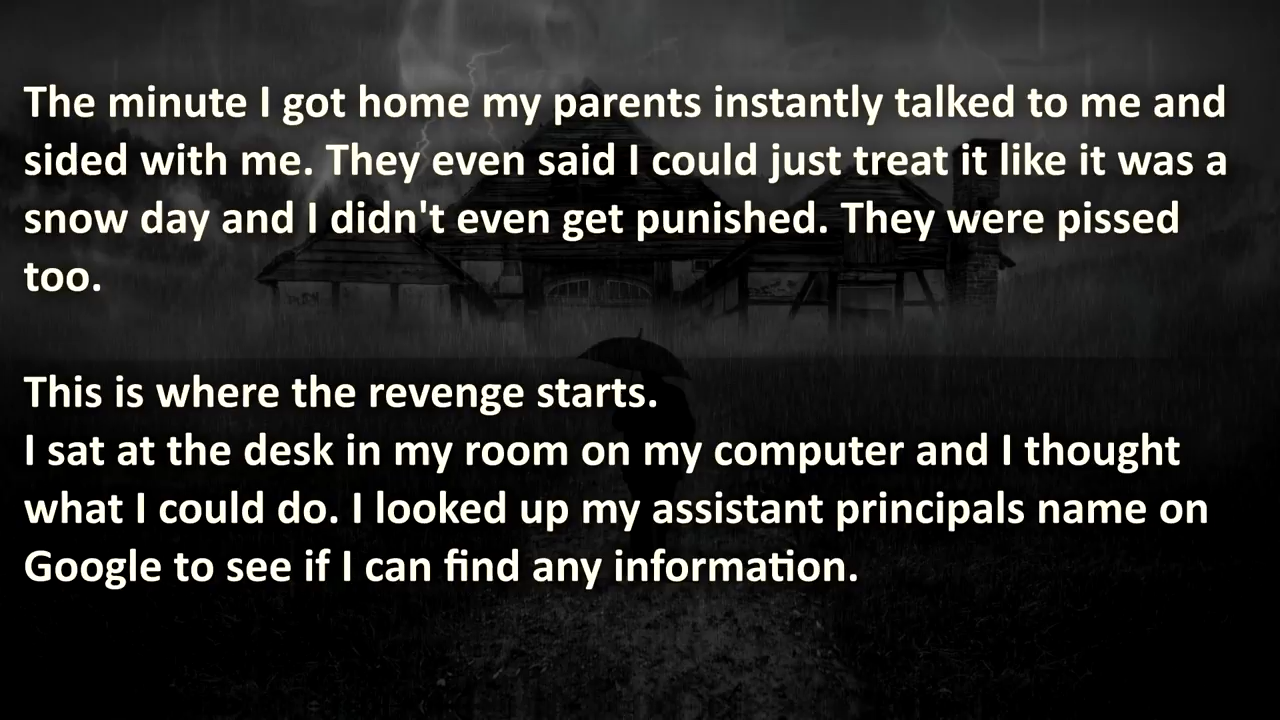 The minute I got home my parents instantly talked to me and
sided with me. They even said I could just treat it like it was a
snow day and I didn't even get punished. They were pissed
too.
This is where the revenge starts.
I sat at the desk in my room on my computer and I thought
what I could do. I looked up my assistant principals name on
Google to see if I can find any information.